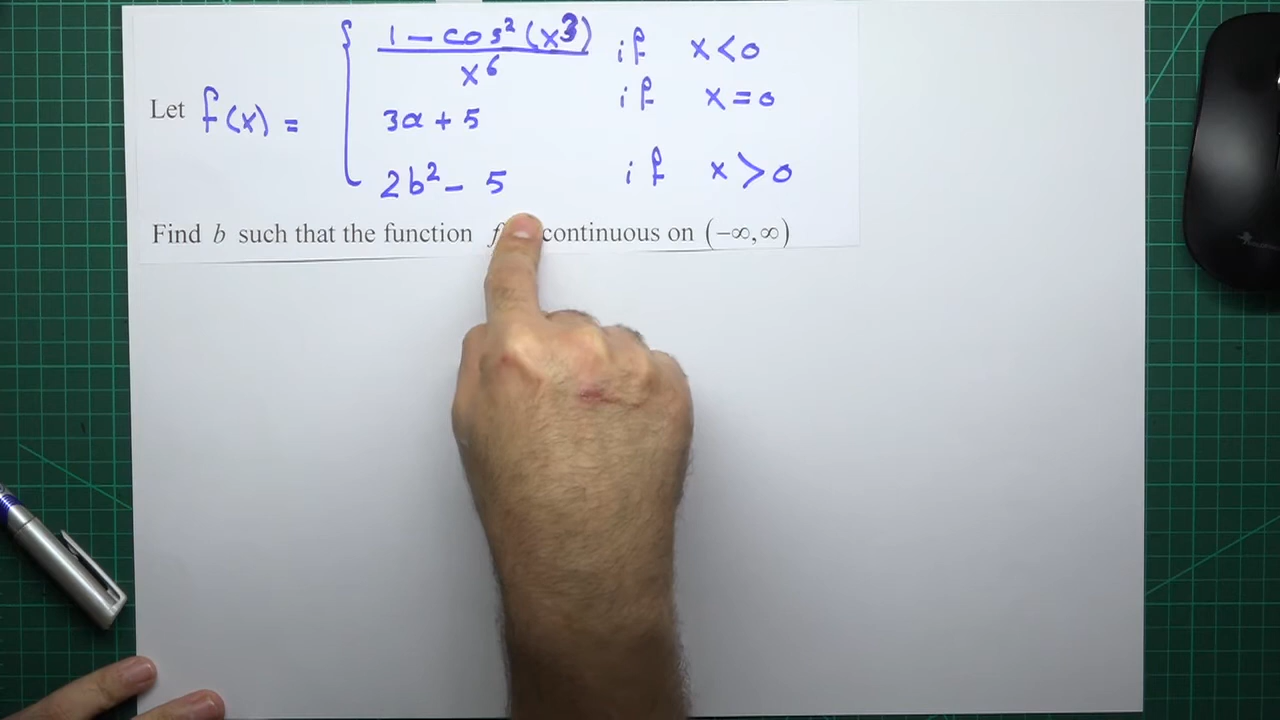 1 - cos² (x³) if x < 0
x⁶
Let f(x) = 3a + 5 if x = 0
2b² - 5 if x > 0
Find b such that the function f continuous on (-∞, ∞)